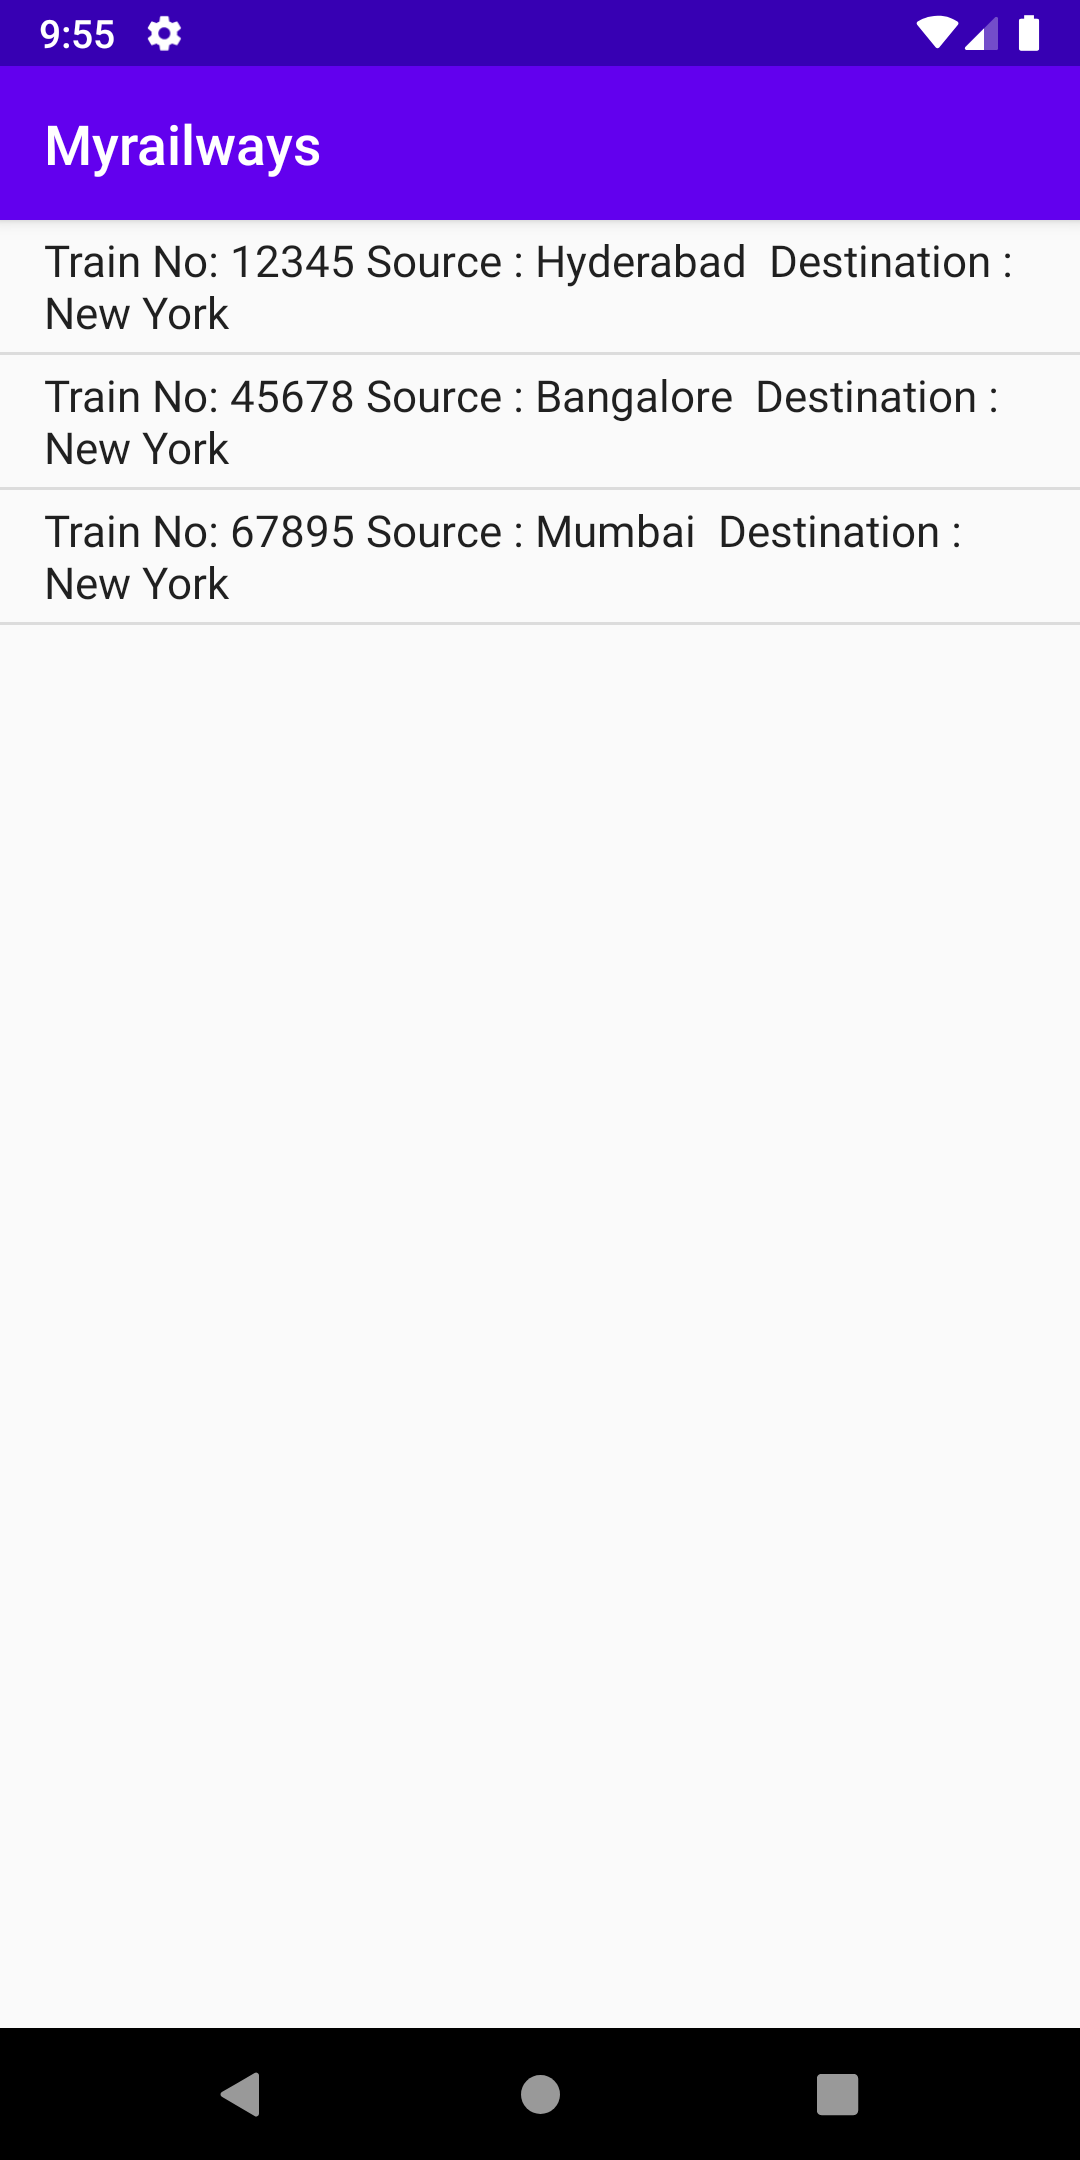 9:55
Myrailways
Train No: 12345 Source : Hyderabad  Destination :
New York
Train No: 45678 Source : Bangalore  Destination :
New York
Train No: 67895 Source : Mumbai  Destination :
New York